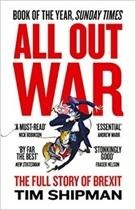 BOOK OF THE YEAR, SUNDAY TIMES
ALL OUT
WAR
'A MUST-READ'
NICK ROBINSON
'ESSENTIAL'
ANDREW MARR
'BY FAR
THE BEST'
NEW STATESMAN
'STONKINGLY
GOOD'
FRASER NELSON
THE FULL STORY OF BREXIT
TIM SHIPMAN